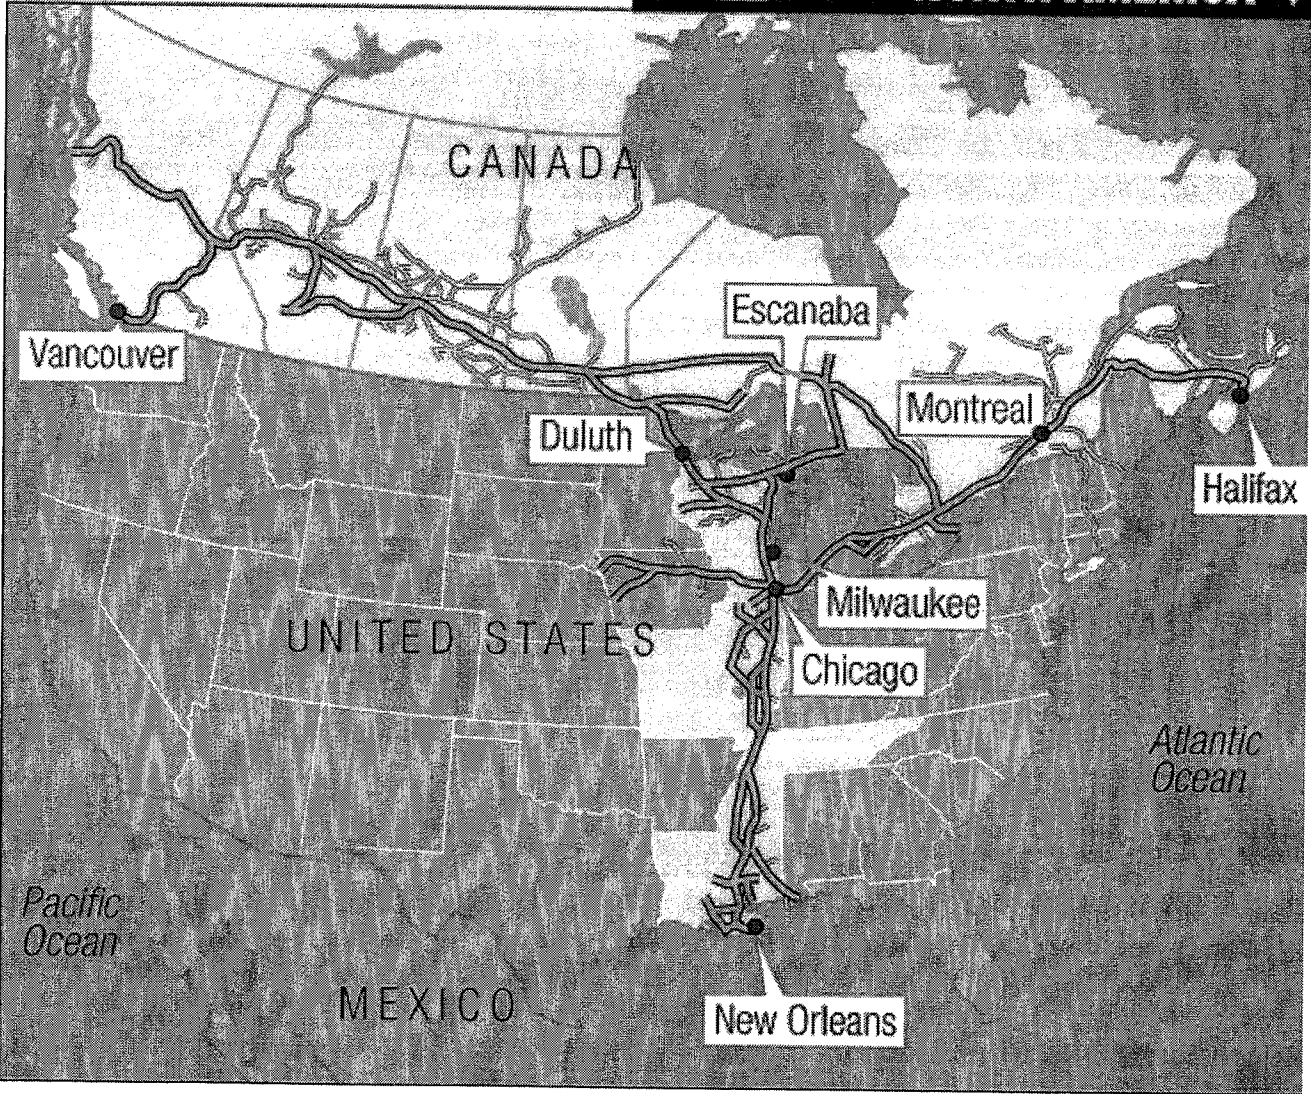 CANADA
Escanaba
Vancouver
Montreal
Duluth
Halifax
Milwaukee
UNITED STATES
Chicago
Atlantic
Ocean
Pacific
Ocean
MEXICO
New Orleans